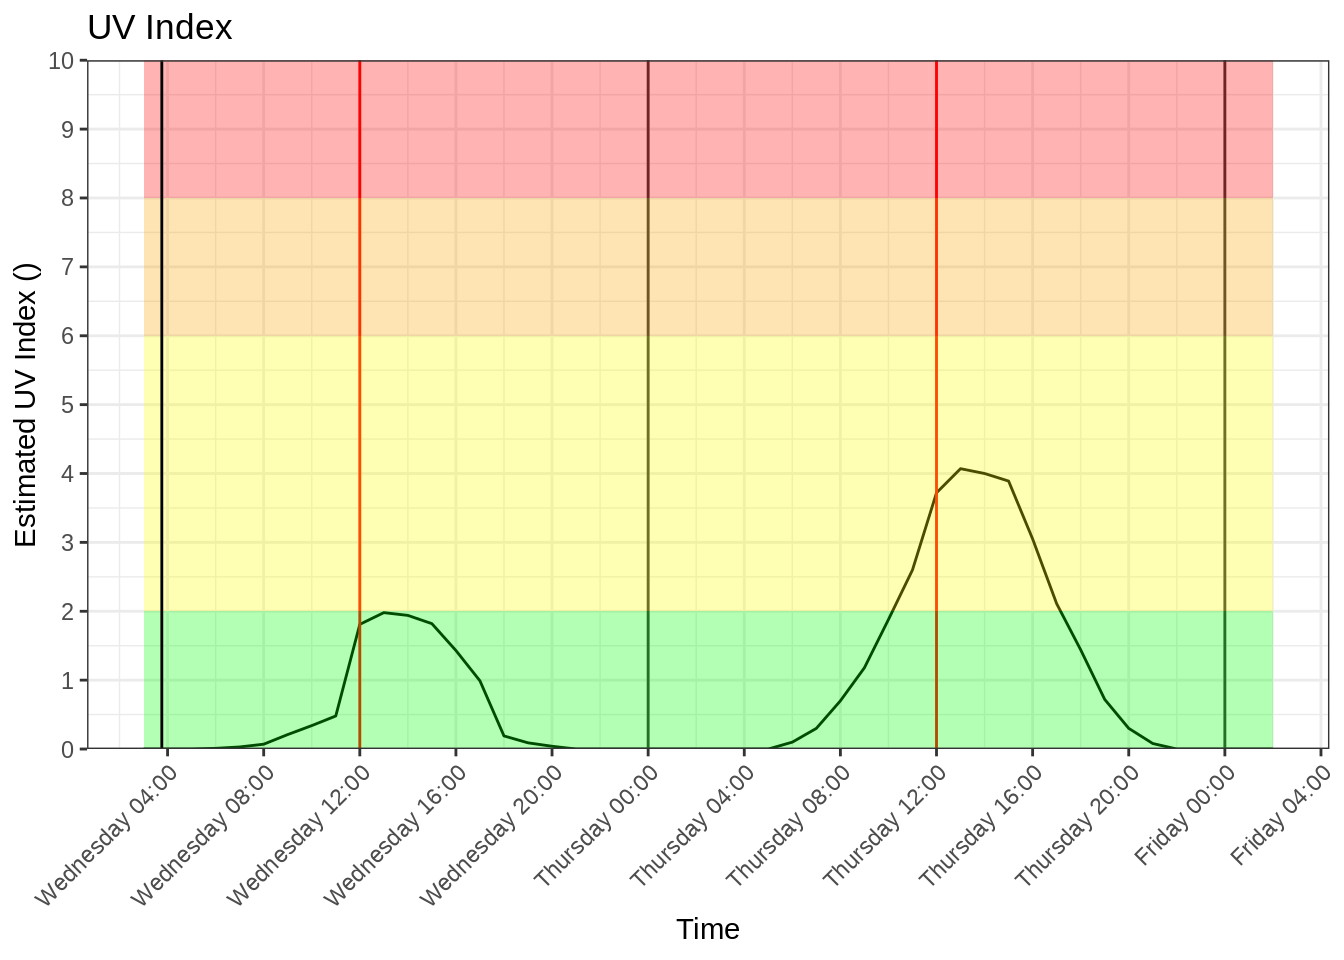 UV Index
Estimated UV Index ()
10
9
8
7
6
5
4
3
2
1
0
Wednesday 04:00
Wednesday 08:00
Wednesday 12:00
Wednesday 16:00
Wednesday 20:00
Thursday 00:00
Thursday 04:00
Thursday 08:00
Thursday 12:00
Thursday 16:00
Thursday 20:00
Friday 00:00
Friday 04:00
Time